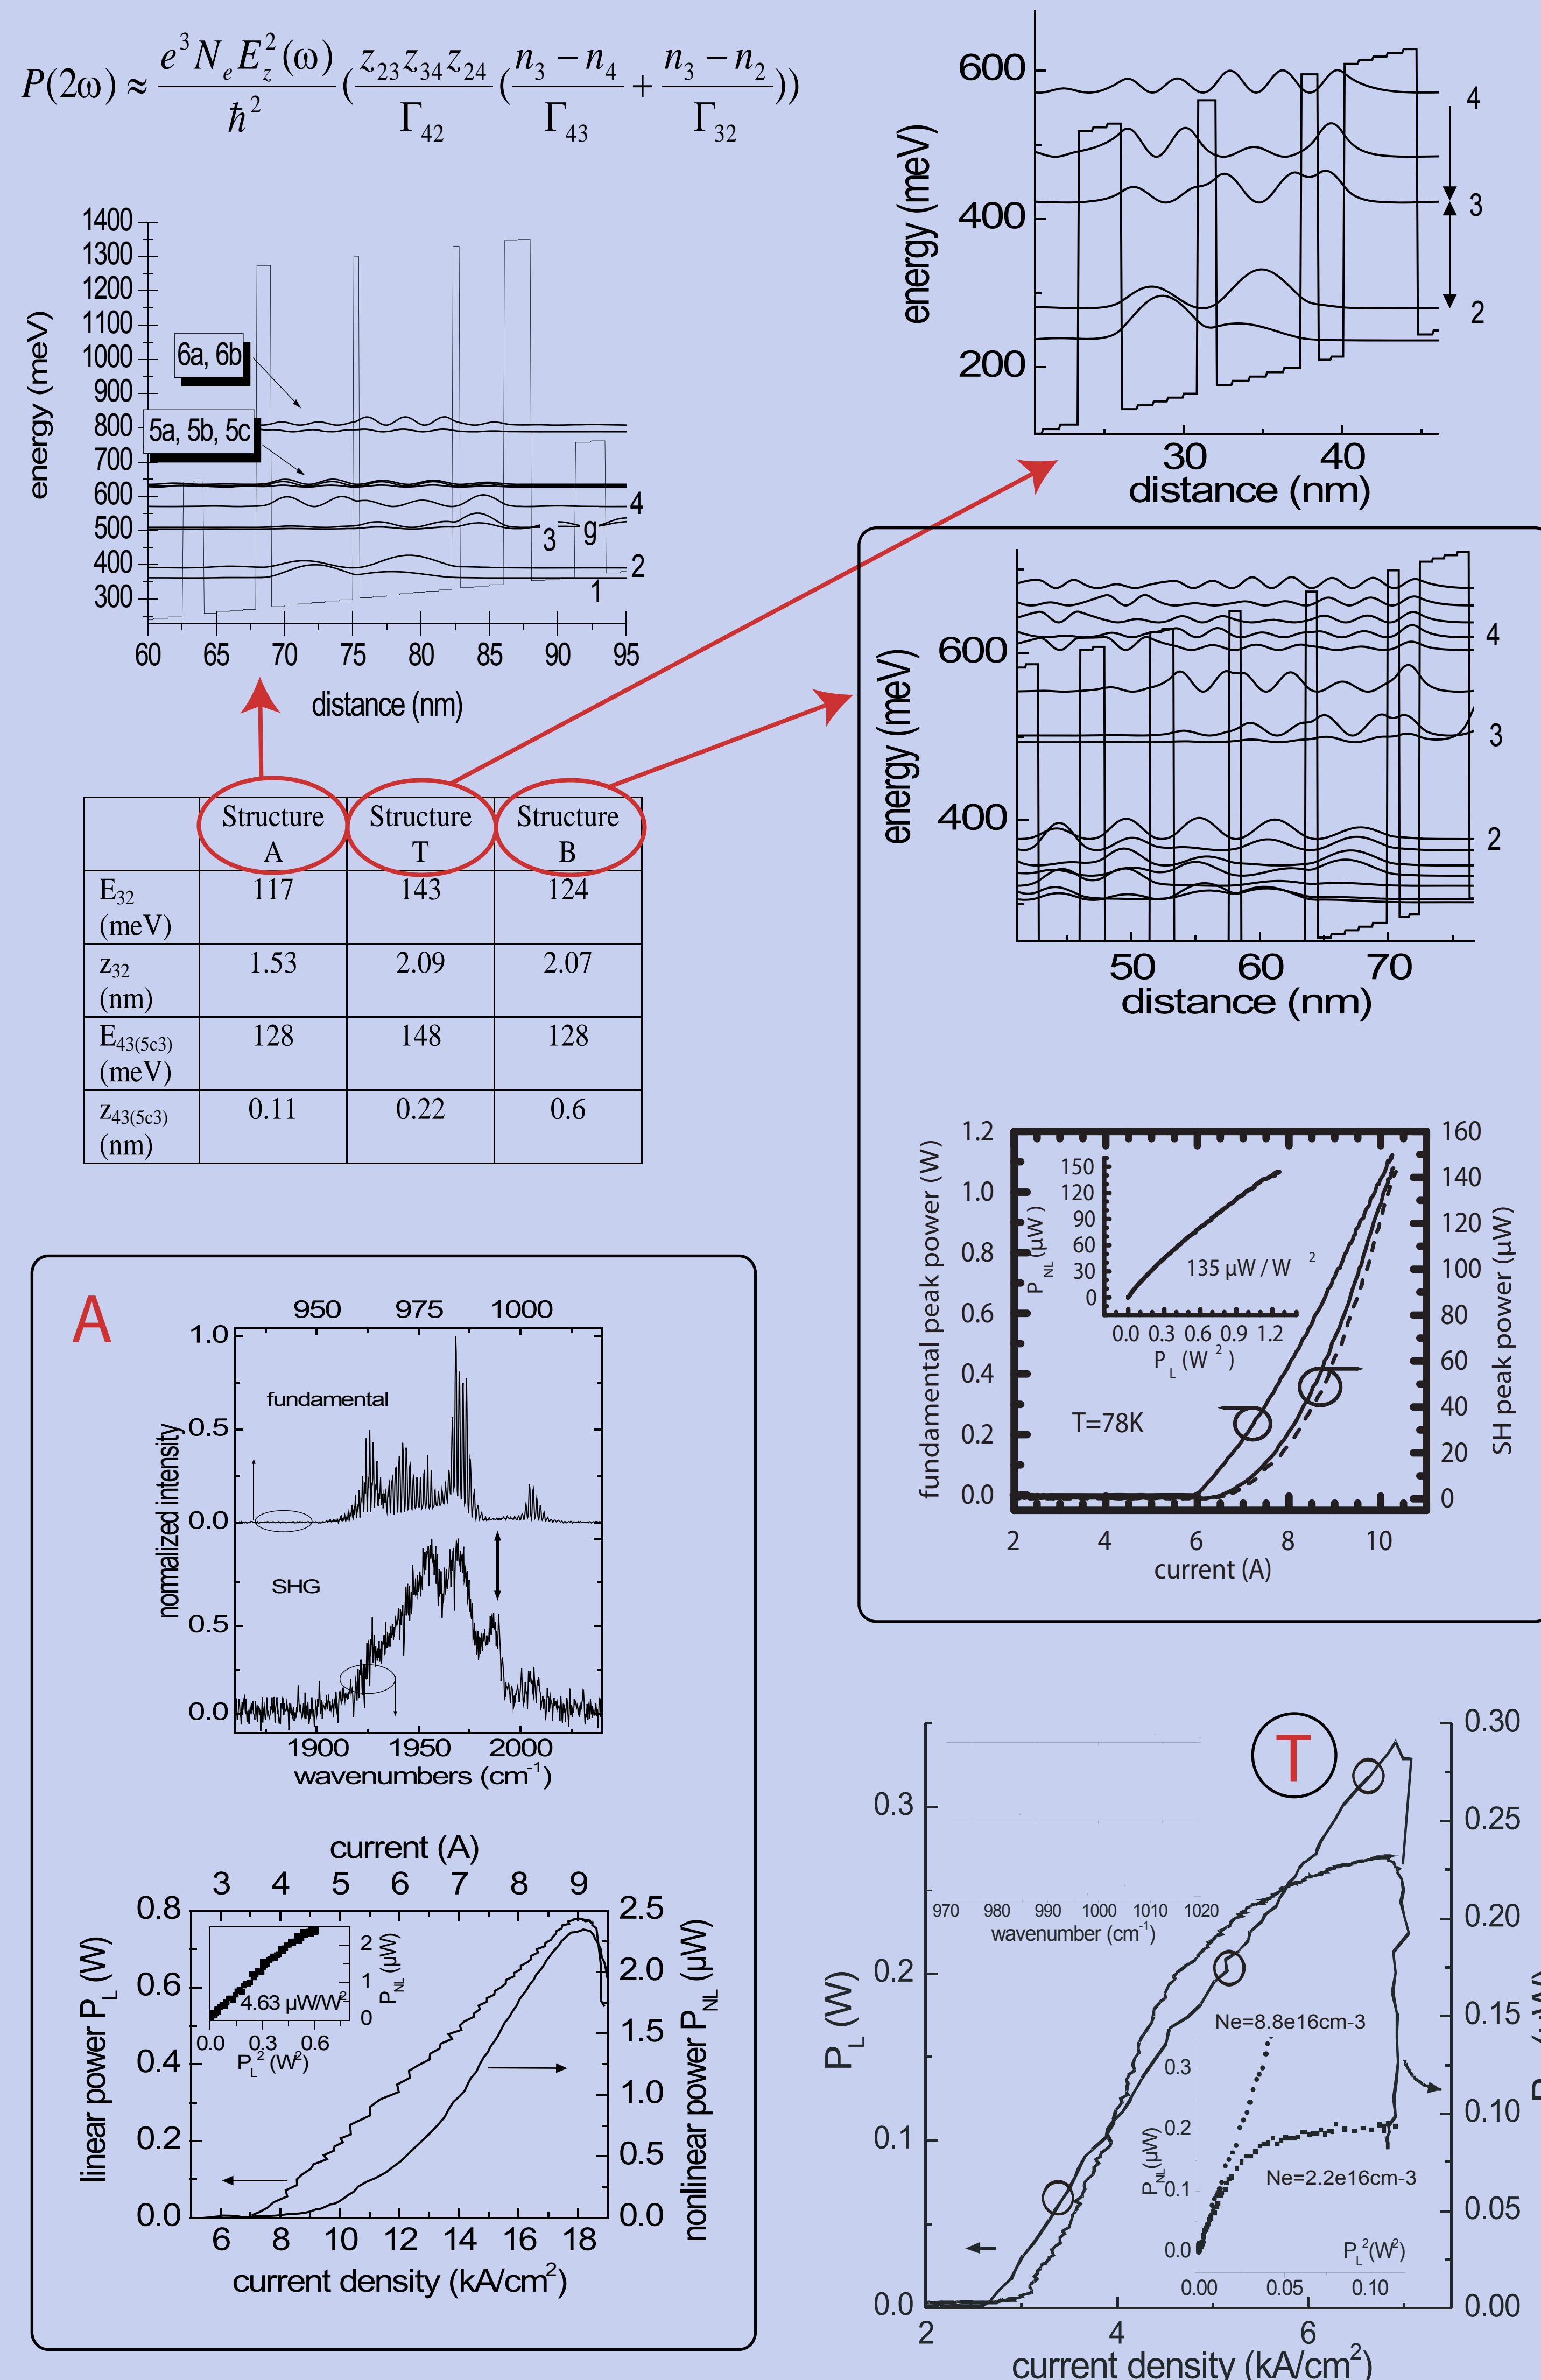 P(2ω) ≈ e³NₑE_z²(ω)/ħ² (z₂₃z₃₄z₂₄/Γ₄₂ ((n₃ − n₄)/Γ₄₃ + (n₃ − n₂)/Γ₃₂))
energy (meV)
1400
1300
1200
1100
1000
900
800
700
600
500
400
300
6a, 6b
5a, 5b, 5c
4
3
g
2
1
60 65 70 75 80 85 90 95
distance (nm)
energy (meV)
600
400
200
4
3
2
30 40
distance (nm)
energy (meV)
600
400
4
3
2
50 60 70
distance (nm)
Structure A Structure T Structure B
E₃₂ (meV) 117 143 124
z₃₂ (nm) 1.53 2.09 2.07
E₄₃₍₅c₃₎ (meV) 128 148 128
z₄₃₍₅c₃₎ (nm) 0.11 0.22 0.6
fundamental peak power (W)
1.2
1.0
0.8
0.6
0.4
0.2
0.0
SH peak power (µW)
160
140
120
100
80
60
40
20
0
P NL (µW)
150
120
90
60
30
0
135 µW / W 2
0.0 0.3 0.6 0.9 1.2
P L (W 2 )
T=78K
2 4 6 8 10
current (A)
A
950 975 1000
1.0
0.5
0.0
0.5
0.0
fundamental
SHG
normalized intensity
1900 1950 2000
wavenumbers (cm⁻¹)
current (A)
3 4 5 6 7 8 9
linear power P_L (W)
0.8
0.6
0.4
0.2
0.0
nonlinear power P_NL (µW)
2.5
2.0
1.5
1.0
0.5
0.0
4.63 µW/W²
2
1
0
P_NL (µW)
0.0 0.3 0.6
P_L² (W²)
6 8 10 12 14 16 18
current density (kA/cm²)
T
P_L (W)
0.3
0.2
0.1
0.0
0.30
0.25
0.20
0.15
0.10
0.05
0.00
970 980 990 1000 1010 1020
wavenumber (cm⁻¹)
Ne=8.8e16cm-3
Ne=2.2e16cm-3
P_NL(µW)
0.3
0.2
0.1
0.0
P_L²(W²)
0.00 0.05 0.10
2 4 6
current density (kA/cm²)